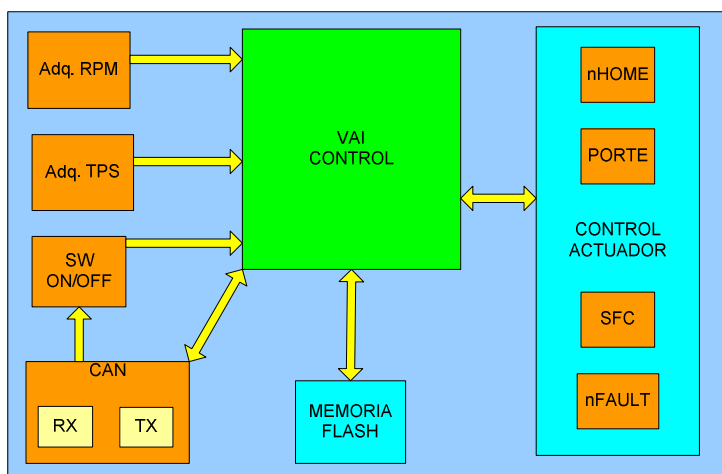 Adq. RPM
Adq. TPS
SW
ON/OFF
CAN
RX
TX
VAI
CONTROL
MEMORIA
FLASH
nHOME
PORTE
CONTROL
ACTUADOR
SFC
nFAULT